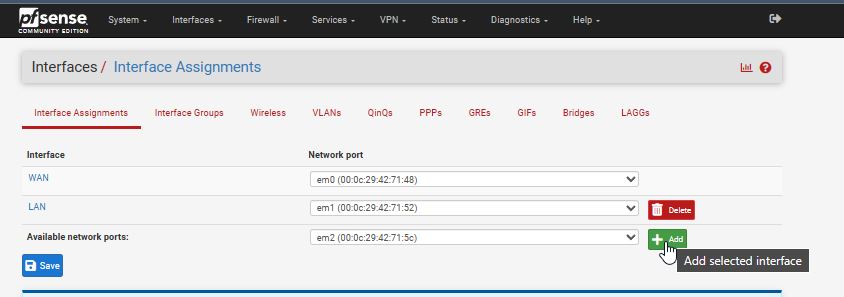 pfsense
COMMUNITY EDITION
System Interfaces Firewall Services VPN Status Diagnostics Help
Interfaces / Interface Assignments
Interface Assignments Interface Groups Wireless VLANs QinQs PPPs GREs GIFs Bridges LAGGs
Interface Network port
WAN em0 (00:0c:29:42:71:48)
LAN em1 (00:0c:29:42:71:52) Delete
Available network ports: em2 (00:0c:29:42:71:5c) Add
Add selected interface
Save